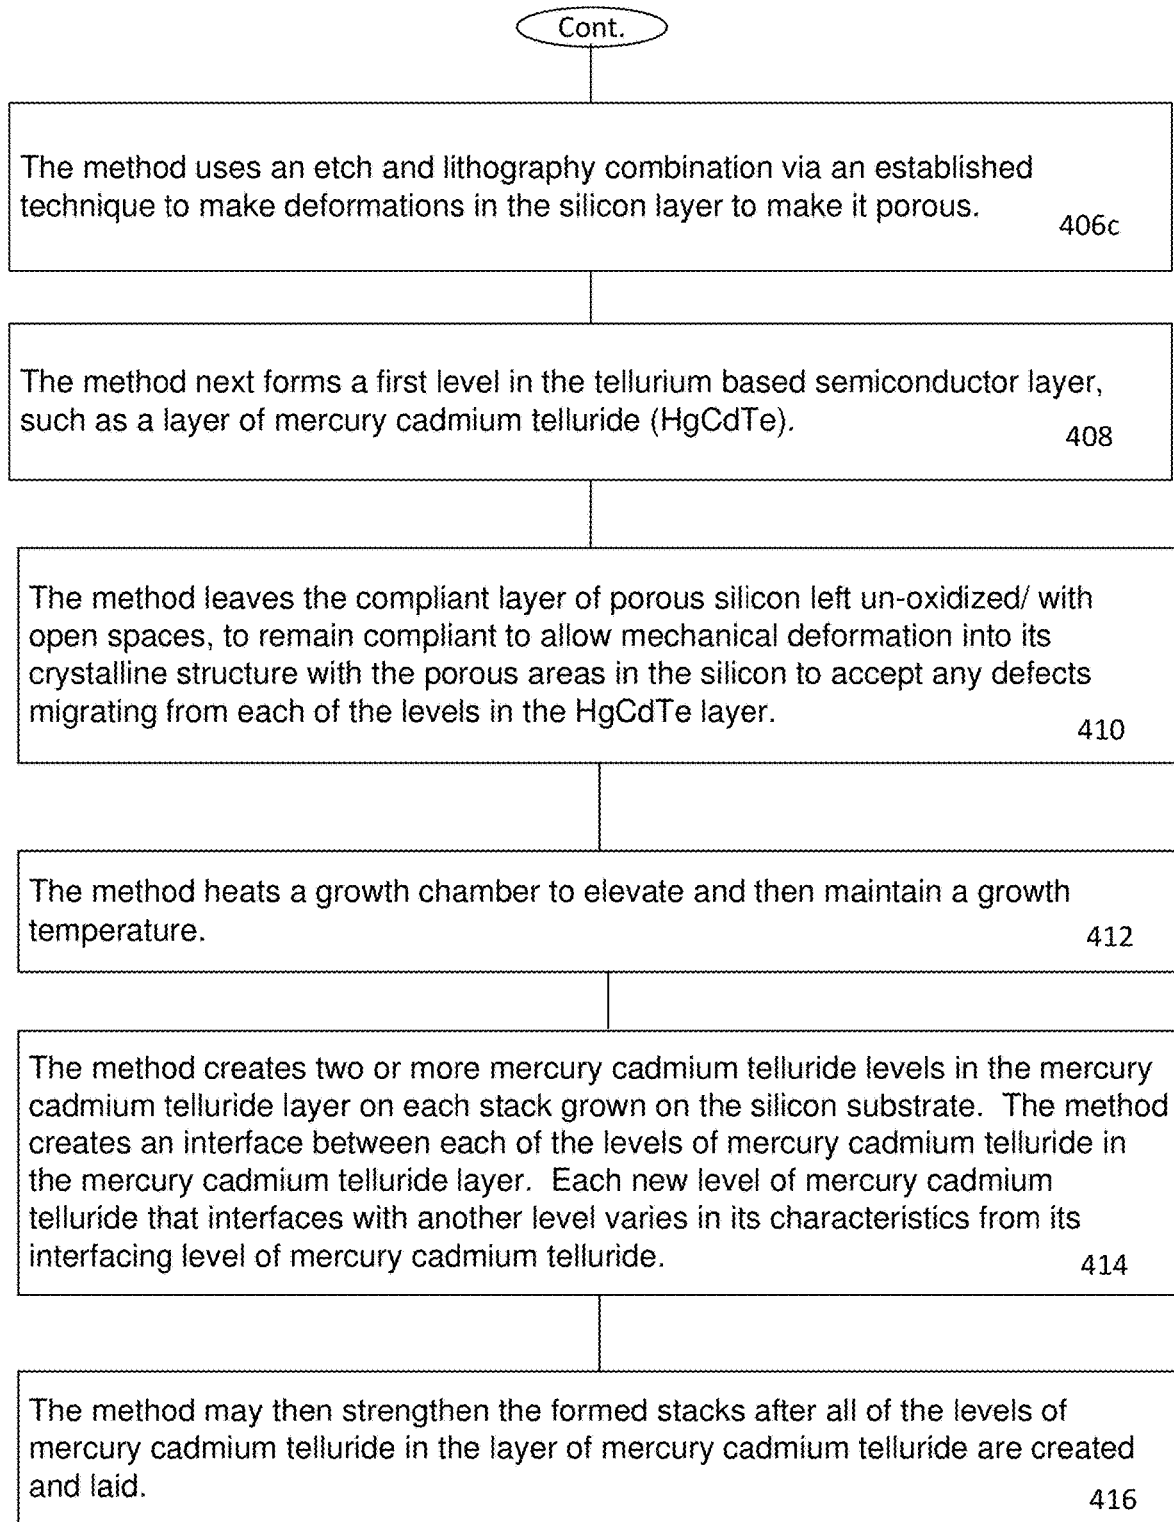 Cont.
The method uses an etch and lithography combination via an established
technique to make deformations in the silicon layer to make it porous.
406c
The method next forms a first level in the tellurium based semiconductor layer,
such as a layer of mercury cadmium telluride (HgCdTe).
408
The method leaves the compliant layer of porous silicon left un-oxidized/ with
open spaces, to remain compliant to allow mechanical deformation into its
crystalline structure with the porous areas in the silicon to accept any defects
migrating from each of the levels in the HgCdTe layer.
410
The method heats a growth chamber to elevate and then maintain a growth
temperature.
412
The method creates two or more mercury cadmium telluride levels in the mercury
cadmium telluride layer on each stack grown on the silicon substrate.  The method
creates an interface between each of the levels of mercury cadmium telluride in
the mercury cadmium telluride layer.  Each new level of mercury cadmium
telluride that interfaces with another level varies in its characteristics from its
interfacing level of mercury cadmium telluride.
414
The method may then strengthen the formed stacks after all of the levels of
mercury cadmium telluride in the layer of mercury cadmium telluride are created
and laid.
416